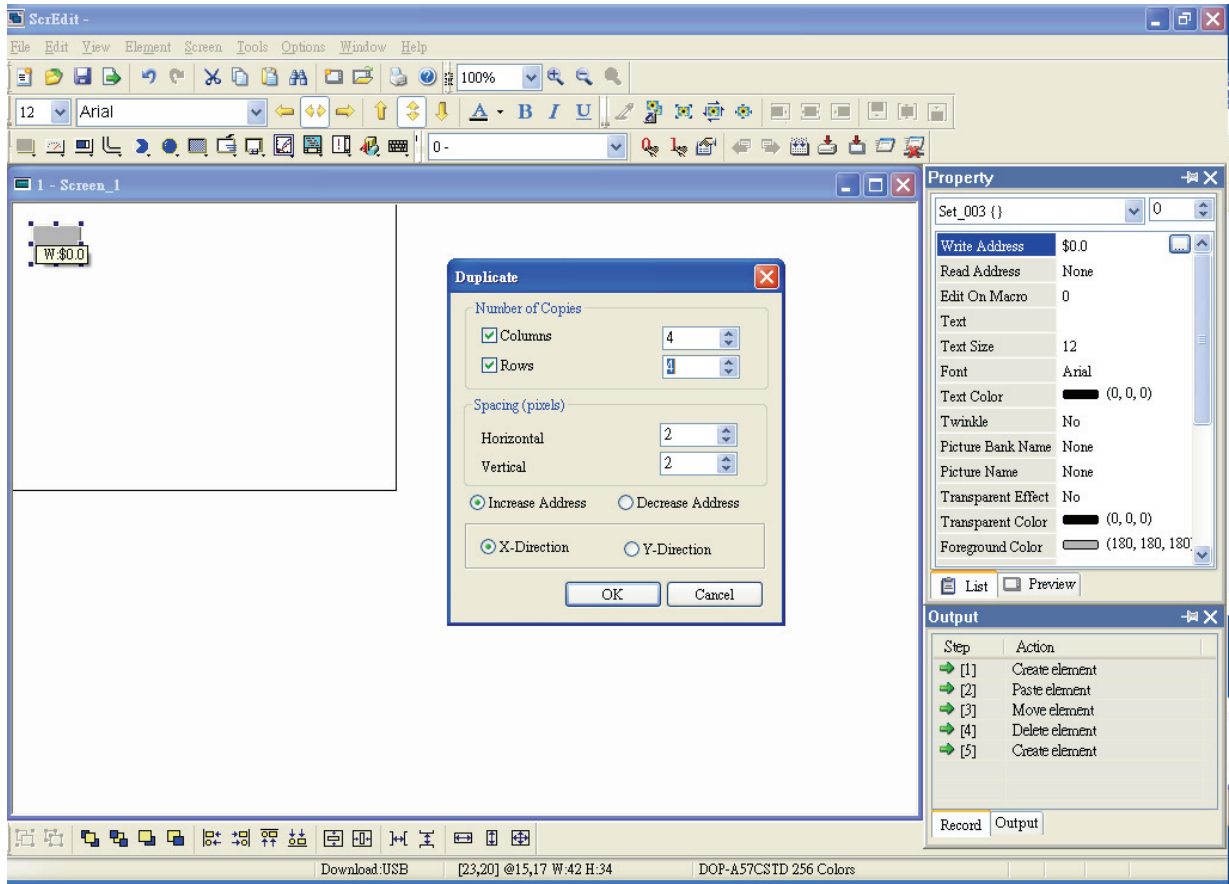 ScrEdit -
File Edit View Element Screen Tools Options Window Help
100%
12 Arial
A B I U
0 -
1 - Screen_1
W:$0.0
Duplicate
Number of Copies
Columns 4
Rows 4
Spacing (pixels)
Horizontal 2
Vertical 2
Increase Address Decrease Address
X-Direction Y-Direction
OK Cancel
Property
Set_003 {} 0
Write Address $0.0 ...
Read Address None
Edit On Macro 0
Text
Text Size 12
Font Arial
Text Color (0, 0, 0)
Twinkle No
Picture Bank Name None
Picture Name None
Transparent Effect No
Transparent Color (0, 0, 0)
Foreground Color (180, 180, 180
List Preview
Output
Step Action
[1] Create element
[2] Paste element
[3] Move element
[4] Delete element
[5] Create element
Record Output
Download:USB [23,20] @15,17 W:42 H:34 DOP-A57CSTD 256 Colors